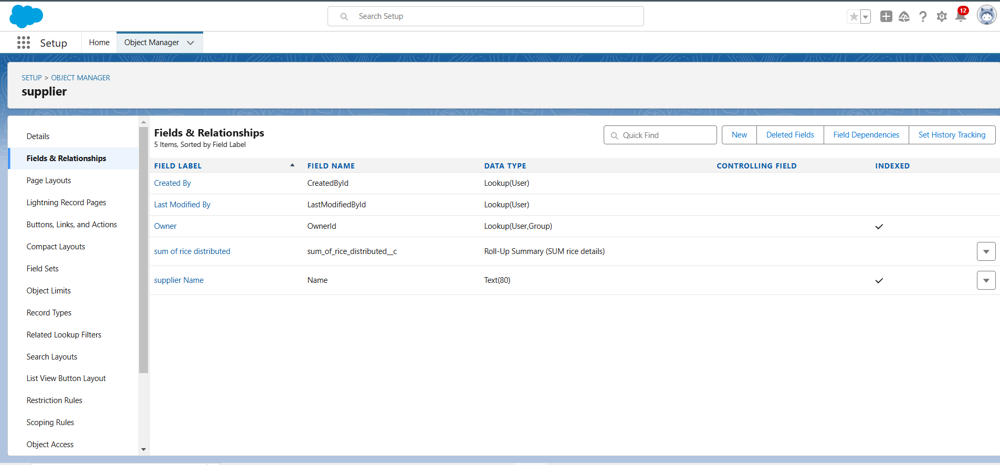 Search Setup
12
Setup
Home
Object Manager
SETUP > OBJECT MANAGER
supplier
Details
Fields & Relationships
Page Layouts
Lightning Record Pages
Buttons, Links, and Actions
Compact Layouts
Field Sets
Object Limits
Record Types
Related Lookup Filters
Search Layouts
List View Button Layout
Restriction Rules
Scoping Rules
Object Access
Fields & Relationships
5 Items, Sorted by Field Label
Quick Find
New
Deleted Fields
Field Dependencies
Set History Tracking
FIELD LABEL FIELD NAME DATA TYPE CONTROLLING FIELD INDEXED
Created By CreatedById Lookup(User)
Last Modified By LastModifiedById Lookup(User)
Owner OwnerId Lookup(User,Group)
sum of rice distributed sum_of_rice_distributed__c Roll-Up Summary (SUM rice details)
supplier Name Name Text(80)